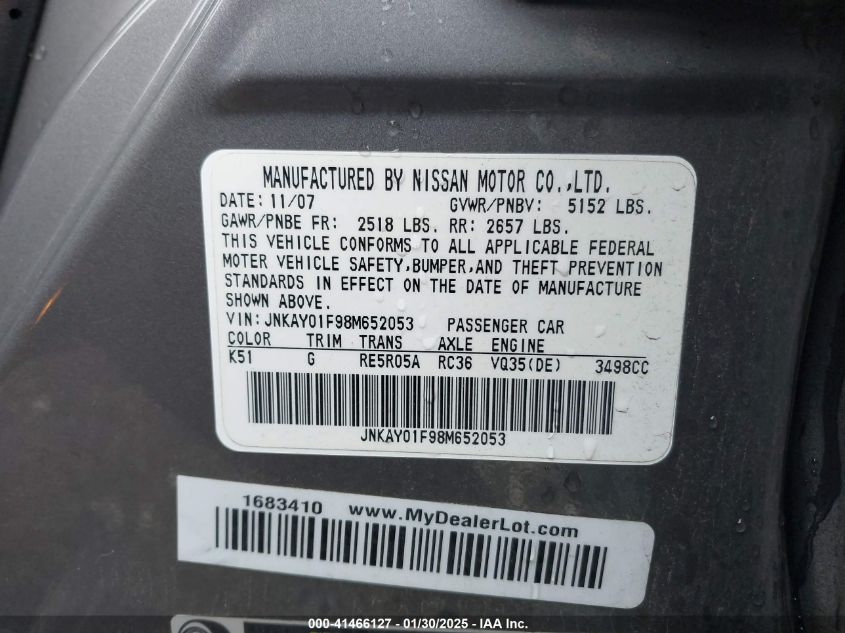 MANUFACTURED BY NISSAN MOTOR CO.,LTD.
DATE: 11/07 GVWR/PNBV: 5152 LBS.
GAWR/PNBE FR: 2518 LBS. RR: 2657 LBS.
THIS VEHICLE CONFORMS TO ALL APPLICABLE FEDERAL
MOTER VEHICLE SAFETY,BUMPER,AND THEFT PREVENTION
STANDARDS IN EFFECT ON THE DATE OF MANUFACTURE
SHOWN ABOVE.
VIN:JNKAY01F98M652053 PASSENGER CAR
COLOR TRIM TRANS AXLE ENGINE
K51 G RE5R05A RC36 VQ35(DE) 3498CC
JNKAY01F98M652053
1683410 www.MyDealerLot.com
000-41466127 - 01/30/2025 - IAA Inc.